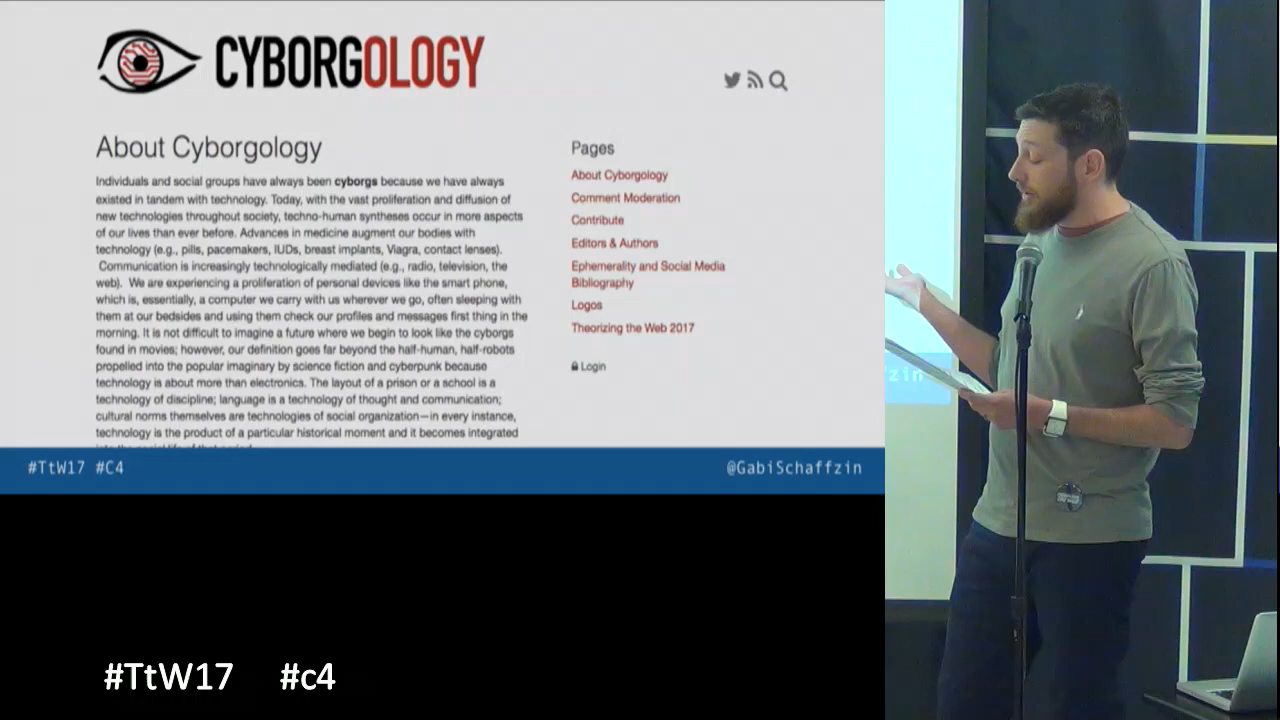 CYBORGOLOGY
About Cyborgology
Individuals and social groups have always been cyborgs because we have always
existed in tandem with technology. Today, with the vast proliferation and diffusion of
new technologies throughout society, techno-human syntheses occur in more aspects
of our lives than ever before. Advances in medicine augment our bodies with
technology (e.g., pills, pacemakers, IUDs, breast implants, Viagra, contact lenses).
Communication is increasingly technologically mediated (e.g., radio, television, the
web). We are experiencing a proliferation of personal devices like the smart phone,
which is, essentially, a computer we carry with us wherever we go, often sleeping with
them at our bedsides and using them check our profiles and messages first thing in the
morning. It is not difficult to imagine a future where we begin to look like the cyborgs
found in movies; however, our definition goes far beyond the half-human, half-robots
propelled into the popular imaginary by science fiction and cyberpunk because
technology is about more than electronics. The layout of a prison or a school is a
technology of discipline; language is a technology of thought and communication;
cultural norms themselves are technologies of social organization—in every instance,
technology is the product of a particular historical moment and it becomes integrated
Pages
About Cyborgology
Comment Moderation
Contribute
Editors & Authors
Ephemerality and Social Media
Bibliography
Logos
Theorizing the Web 2017
Login
#TtW17 #C4
@GabiSchaffzin
zin
#TtW17 #c4